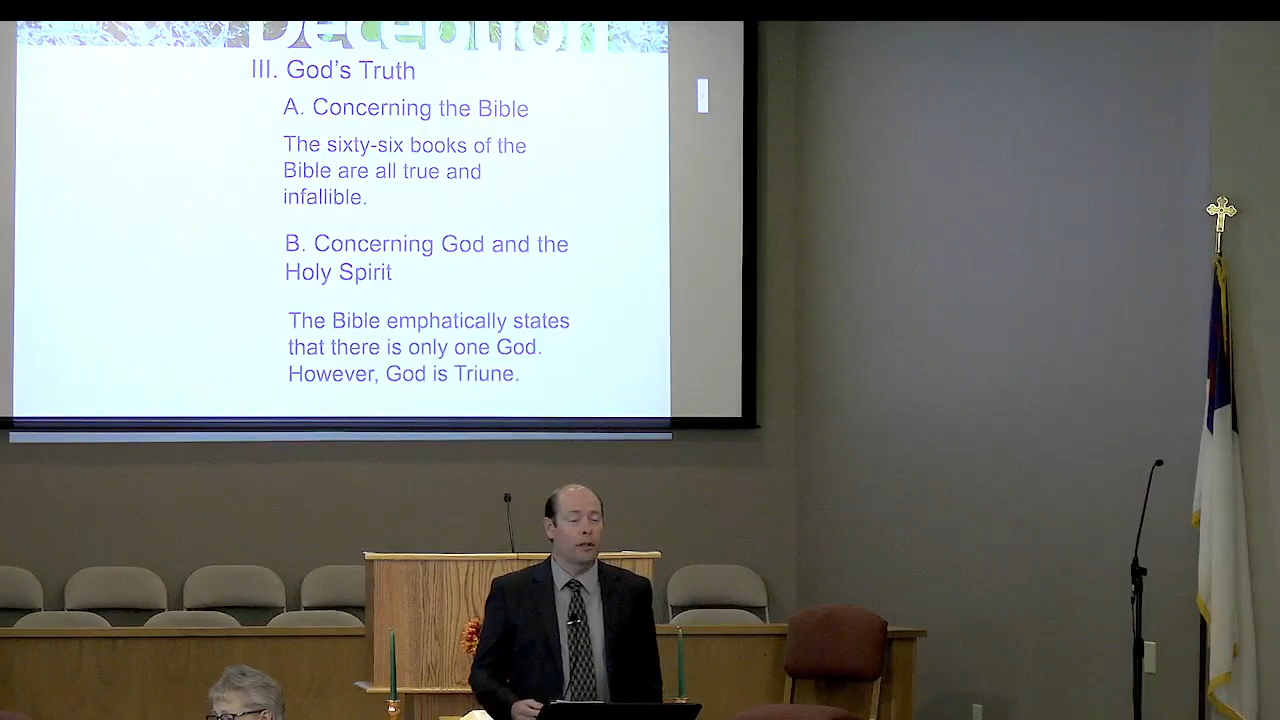 Deception
III. God's Truth
A. Concerning the Bible
The sixty-six books of the
Bible are all true and
infallible.
B. Concerning God and the
Holy Spirit
The Bible emphatically states
that there is only one God.
However, God is Triune.